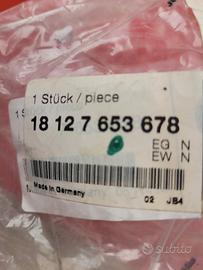 1 Stück / piece
18 12 7 653 678
EG N
EW N
Made in Germany
02 JB4
subito